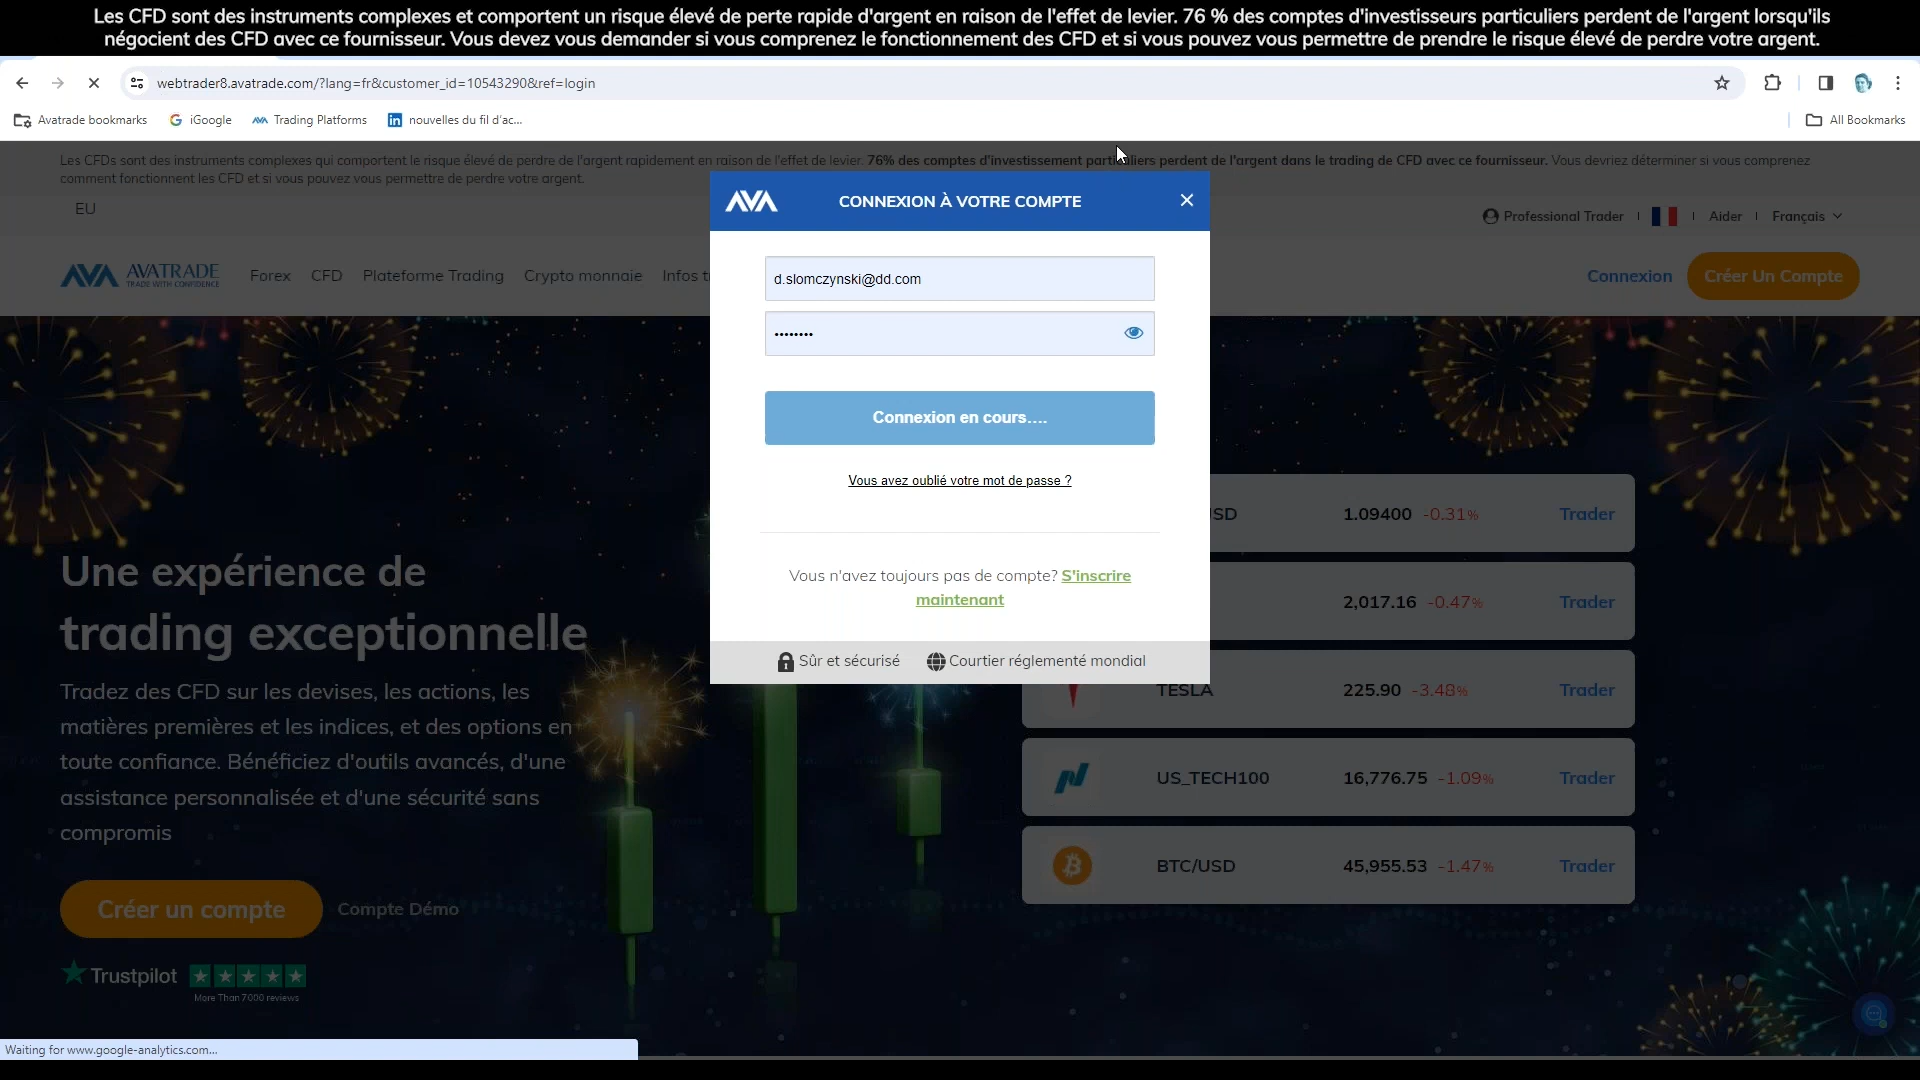 Les CFD sont des instruments complexes et comportent un risque élevé de perte rapide d'argent en raison de l'effet de levier. 76 % des comptes d'investisseurs particuliers perdent de l'argent lorsqu'ils
négocient des CFD avec ce fournisseur. Vous devez vous demander si vous comprenez le fonctionnement des CFD et si vous pouvez vous permettre de prendre le risque élevé de perdre votre argent.
webtrader8.avatrade.com/?lang=fr&customer_id=10543290&ref=login
Avatrade bookmarks
iGoogle
Trading Platforms
nouvelles du fil d'ac...
All Bookmarks
Les CFDs sont des instruments complexes qui comportent le risque élevé de perdre de l'argent rapidement en raison de l'effet de levier. 76% des comptes d'investissement particuliers perdent de l'argent dans le trading de CFD avec ce fournisseur. Vous devriez déterminer si vous comprenez
comment fonctionnent les CFD et si vous pouvez vous permettre de perdre votre argent.
EU
Professional Trader
Aider
Français
AVATRADE
TRADE WITH CONFIDENCE
Forex
CFD
Plateforme Trading
Crypto monnaie
Infos
Connexion
Créer Un Compte
AVA
CONNEXION À VOTRE COMPTE
d.slomczynski@dd.com
Connexion en cours....
Vous avez oublié votre mot de passe ?
Vous n'avez toujours pas de compte? S'inscrire
maintenant
Sûr et sécurisé
Courtier réglementé mondial
Une expérience de
trading exceptionnelle
Tradez des CFD sur les devises, les actions, les
matières premières et les indices, et des options en
toute confiance. Bénéficiez d'outils avancés, d'une
assistance personnalisée et d'une sécurité sans
compromis
Créer un compte
Compte Démo
Trustpilot
More Than 7000 reviews
SD 1.09400 -0.31% Trader
2,017.16 -0.47% Trader
TESLA 225.90 -3.48% Trader
US_TECH100 16,776.75 -1.09% Trader
BTC/USD 45,955.53 -1.47% Trader
Waiting for www.google-analytics.com...